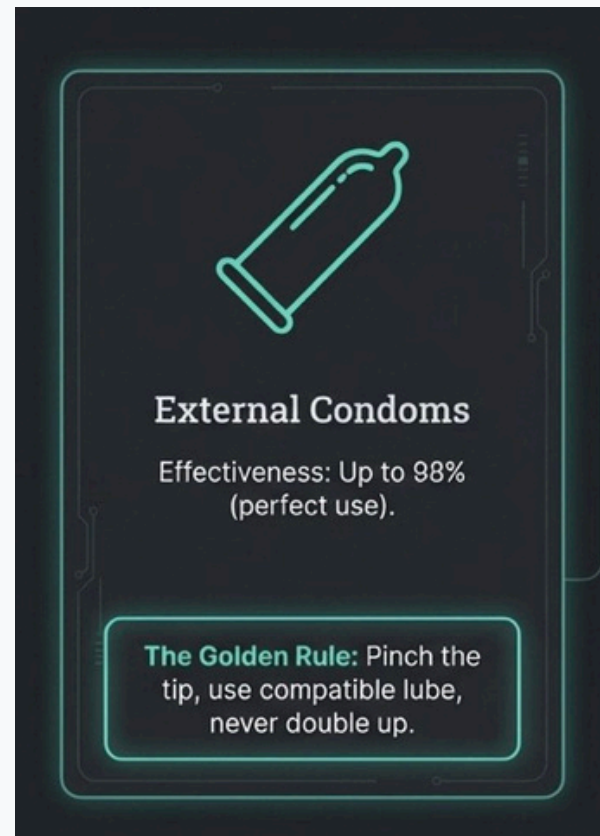 External Condoms
Effectiveness: Up to 98%
(perfect use).
The Golden Rule: Pinch the
tip, use compatible lube,
never double up.